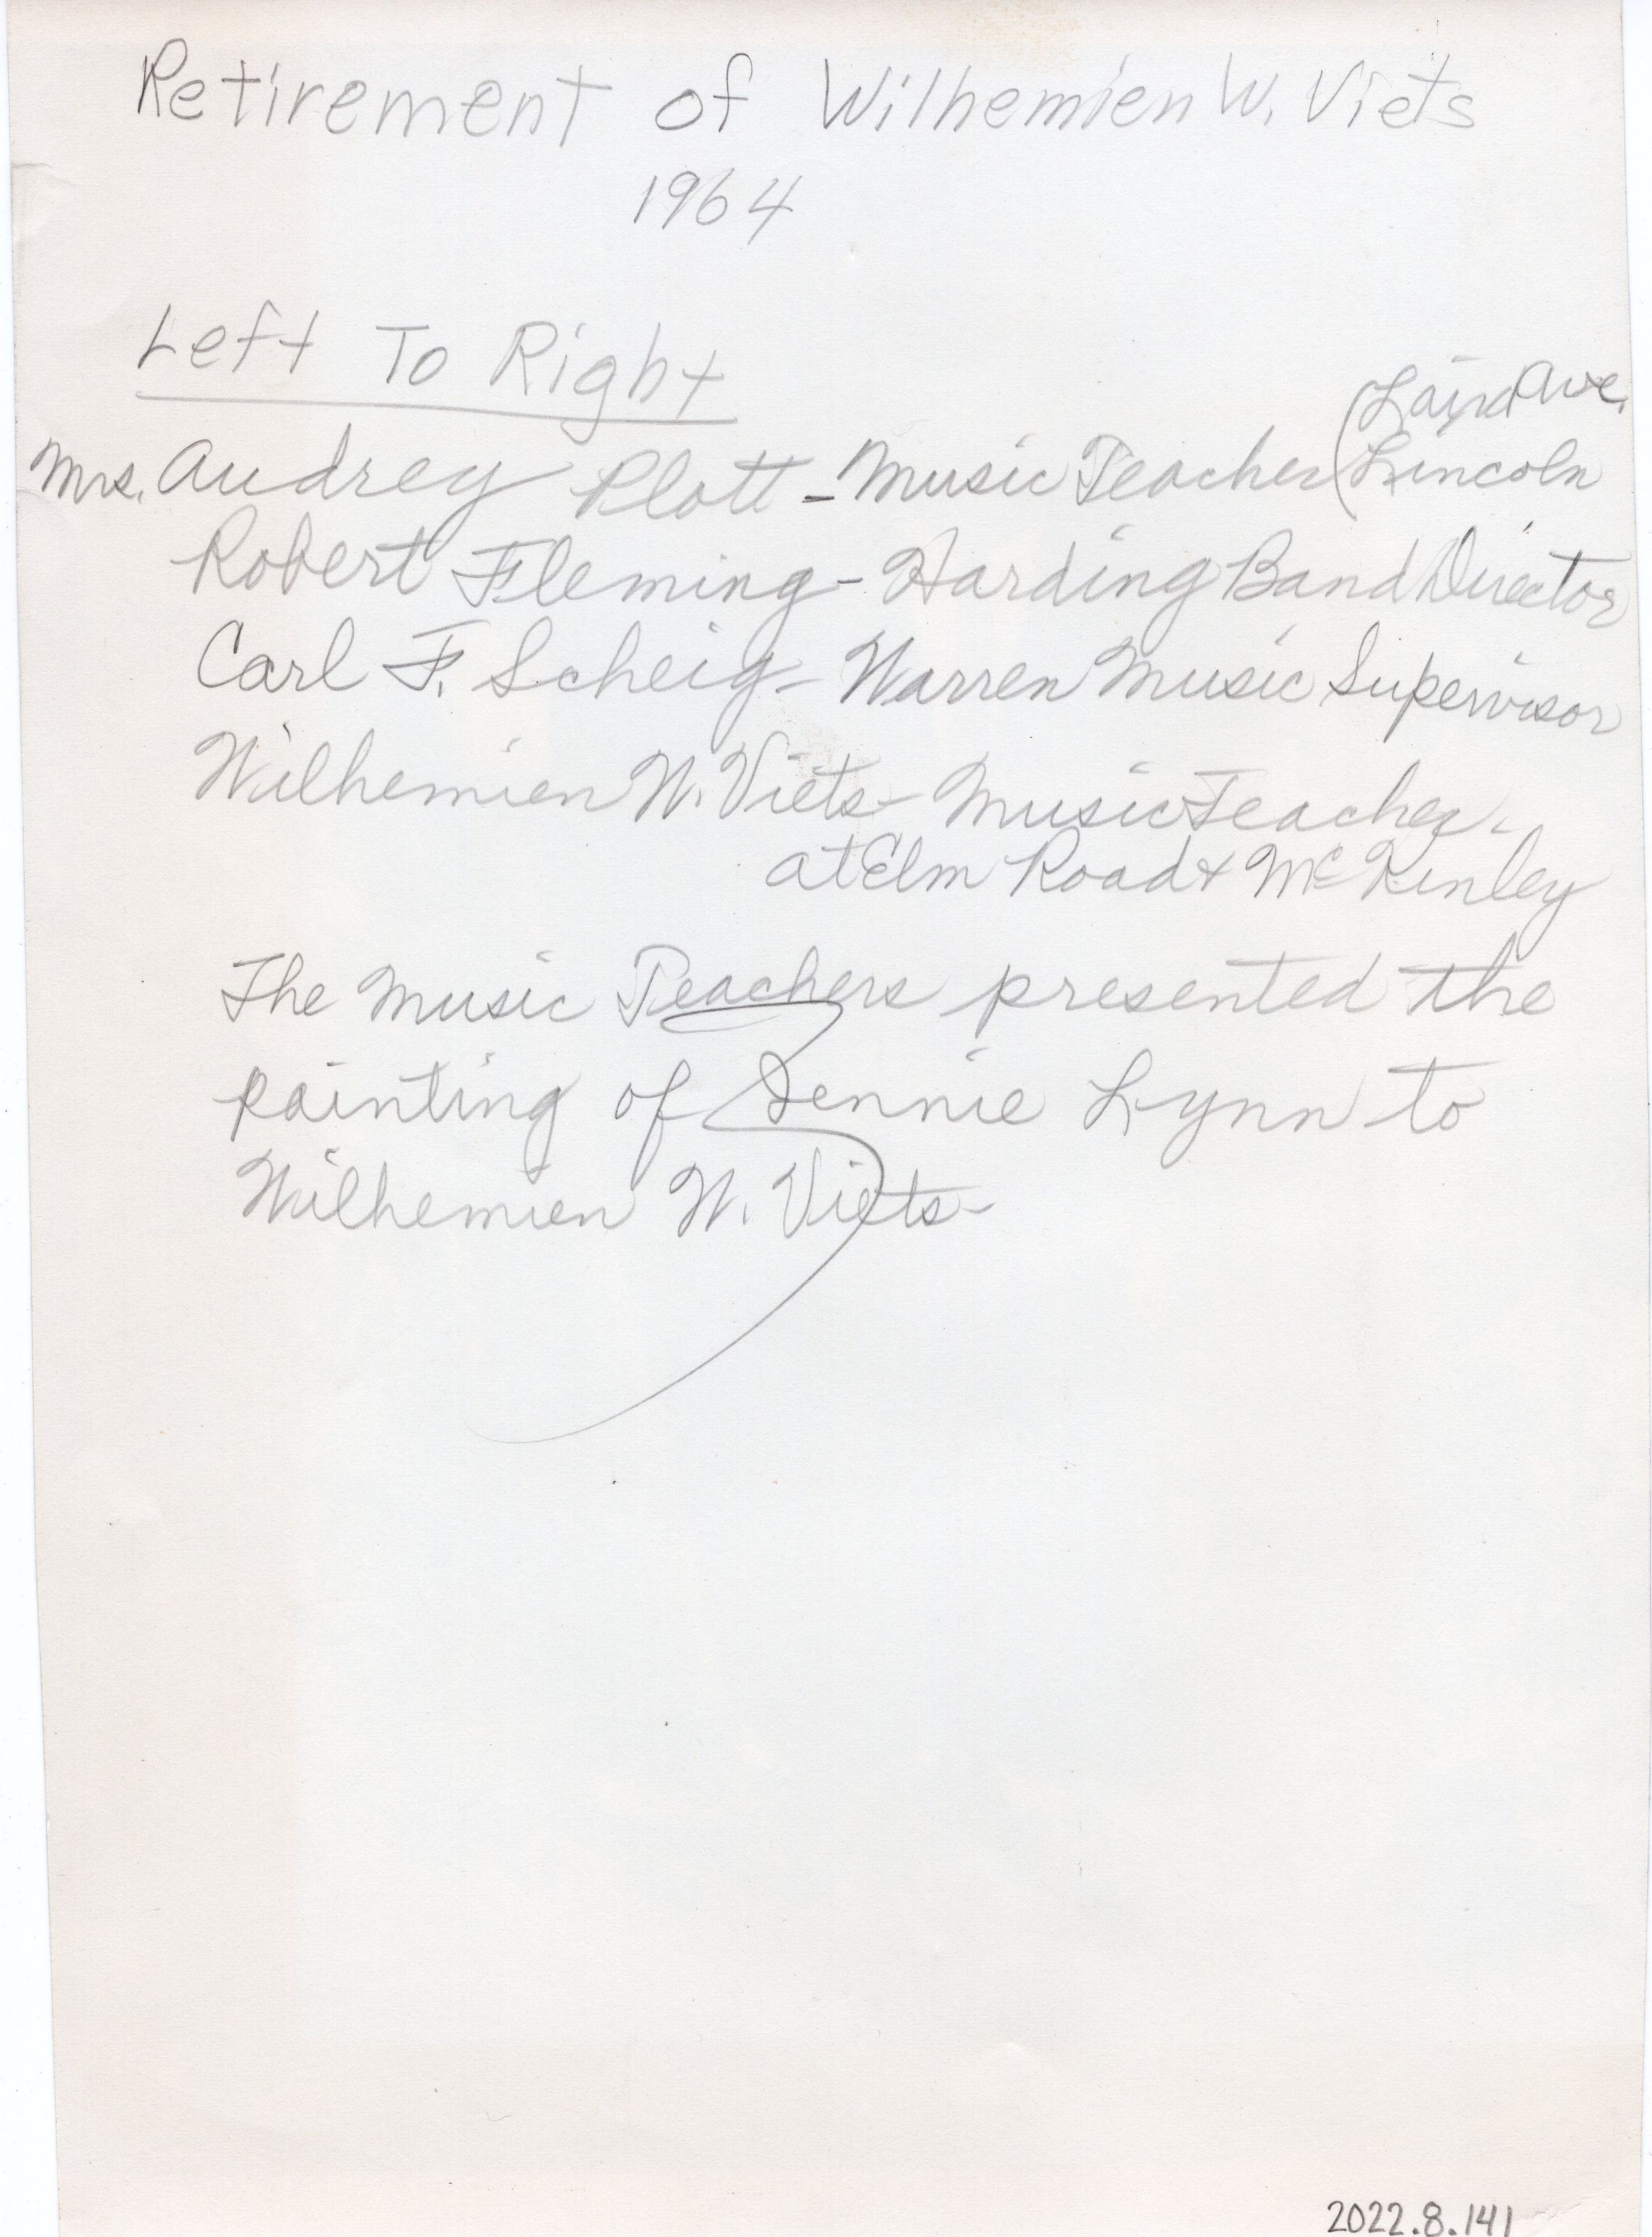 Retirement of Wilhemien W. Viets
1964
Left To Right
(Laird Ave.
Mrs. Audrey Plott - Music Teacher Lincoln
Robert Fleming - Harding Band Director
Carl F. Scheig - Warren Music Supervisor
Wilhemien W. Viets - Music Teacher -
at Elm Road & McKinley
The Music Teachers presented the
painting of Jennie Lynn to
Wilhemien W. Viets -
2022.8.141